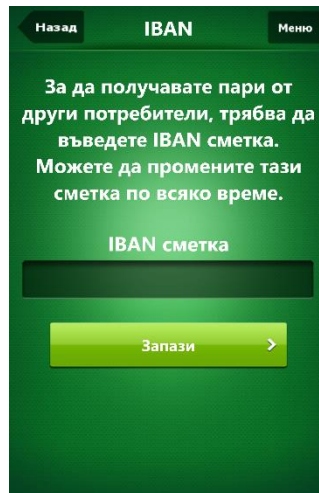 Назад IBAN Меню
За да получавате пари от
други потребители, трябва да
въведете IBAN сметка.
Можете да промените тази
сметка по всяко време.
IBAN сметка
Запази